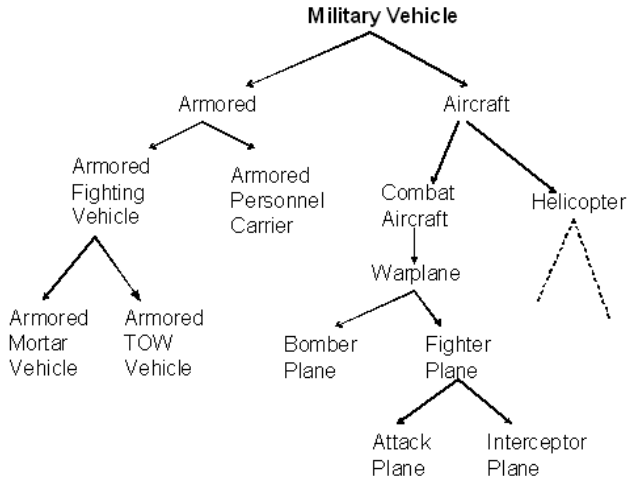 Military Vehicle
Armored
Aircraft
Armored
Fighting
Vehicle
Armored
Personnel
Carrier
Combat
Aircraft
Helicopter
Warplane
Armored
Mortar
Vehicle
Armored
TOW
Vehicle
Bomber
Plane
Fighter
Plane
Attack
Plane
Interceptor
Plane